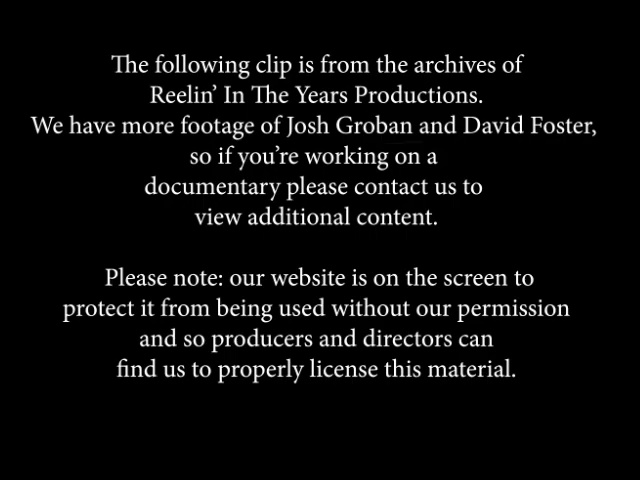 The following clip is from the archives of
Reelin’ In The Years Productions.
We have more footage of Josh Groban and David Foster,
so if you’re working on a
documentary please contact us to
view additional content.
Please note: our website is on the screen to
protect it from being used without our permission
and so producers and directors can
find us to properly license this material.